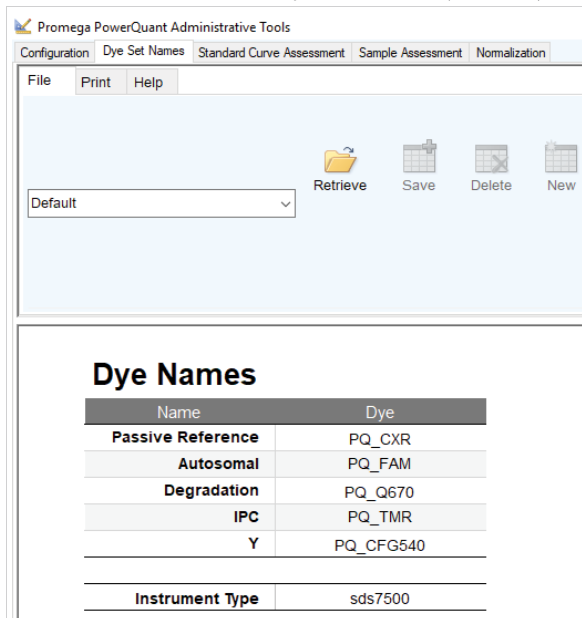 Promega PowerQuant Administrative Tools
Configuration Dye Set Names Standard Curve Assessment Sample Assessment Normalization
File Print Help
Retrieve Save Delete New
Default
Dye Names
Name Dye
Passive Reference PQ_CXR
Autosomal PQ_FAM
Degradation PQ_Q670
IPC PQ_TMR
Y PQ_CFG540
Instrument Type sds7500